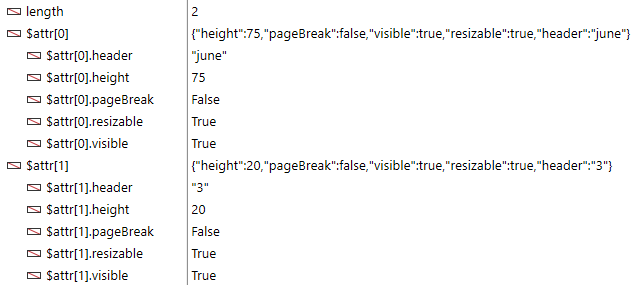 length 2
$attr[0] {"height":75,"pageBreak":false,"visible":true,"resizable":true,"header":"june"}
$attr[0].header "june"
$attr[0].height 75
$attr[0].pageBreak False
$attr[0].resizable True
$attr[0].visible True
$attr[1] {"height":20,"pageBreak":false,"visible":true,"resizable":true,"header":"3"}
$attr[1].header "3"
$attr[1].height 20
$attr[1].pageBreak False
$attr[1].resizable True
$attr[1].visible True